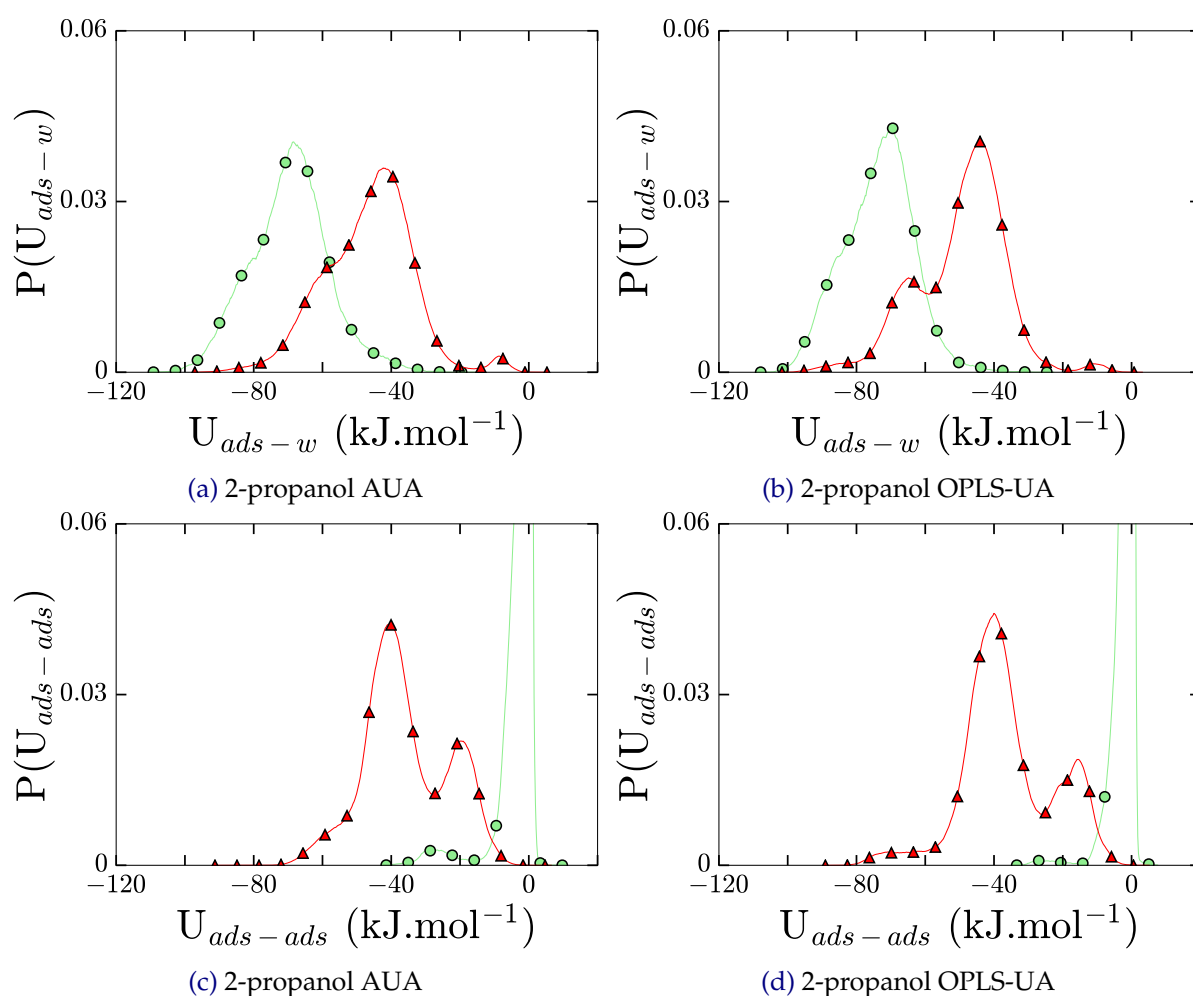 0.06
0.03
0
P(U_{ads−w})
−120 −80 −40 0
U_{ads−w} (kJ.mol^{−1})
(a) 2-propanol AUA
0.06
0.03
0
P(U_{ads−w})
−120 −80 −40 0
U_{ads−w} (kJ.mol^{−1})
(b) 2-propanol OPLS-UA
0.06
0.03
0
P(U_{ads−ads})
−120 −80 −40 0
U_{ads−ads} (kJ.mol^{−1})
(c) 2-propanol AUA
0.06
0.03
0
P(U_{ads−ads})
−120 −80 −40 0
U_{ads−ads} (kJ.mol^{−1})
(d) 2-propanol OPLS-UA